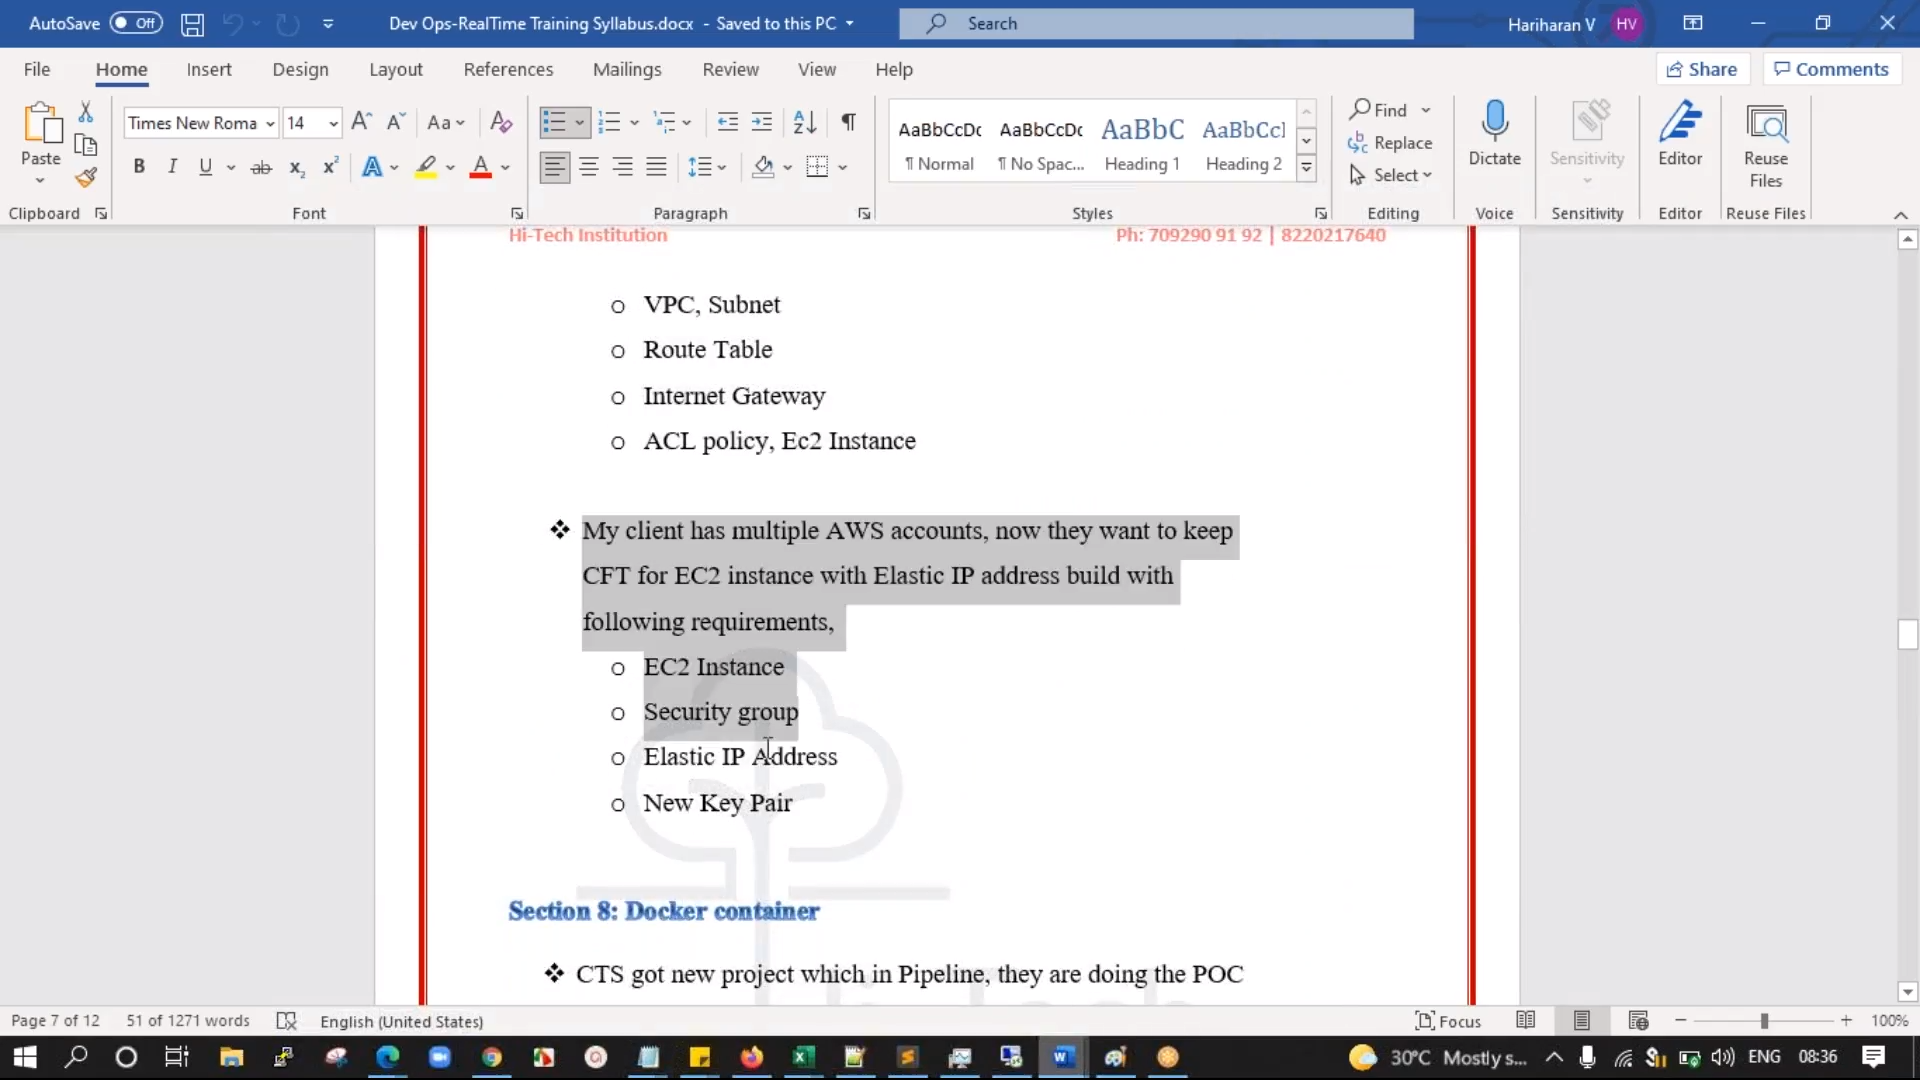 AutoSave Off Dev Ops-RealTime Training Syllabus.docx - Saved to this PC Search Hariharan V HV
File Home Insert Design Layout References Mailings Review View Help Share Comments
Paste Times New Roma 14 A A Aa A AaBbCcDc AaBbCcDc AaBbC AaBbCcI Find Replace Select Dictate Sensitivity Editor Reuse Files
B I U ab x₂ x² A A ¶ Normal ¶ No Spac... Heading 1 Heading 2
Clipboard Font Paragraph Styles Editing Voice Sensitivity Editor Reuse Files
Hi-Tech Institution Ph: 709290 91 92 | 8220217640
o VPC, Subnet
o Route Table
o Internet Gateway
o ACL policy, Ec2 Instance
❖ My client has multiple AWS accounts, now they want to keep
CFT for EC2 instance with Elastic IP address build with
following requirements,
o EC2 Instance
o Security group
o Elastic IP Address
o New Key Pair
Section 8: Docker container
❖ CTS got new project which in Pipeline, they are doing the POC
Page 7 of 12 51 of 1271 words English (United States) Focus 100%
30°C Mostly s... ENG 08:36